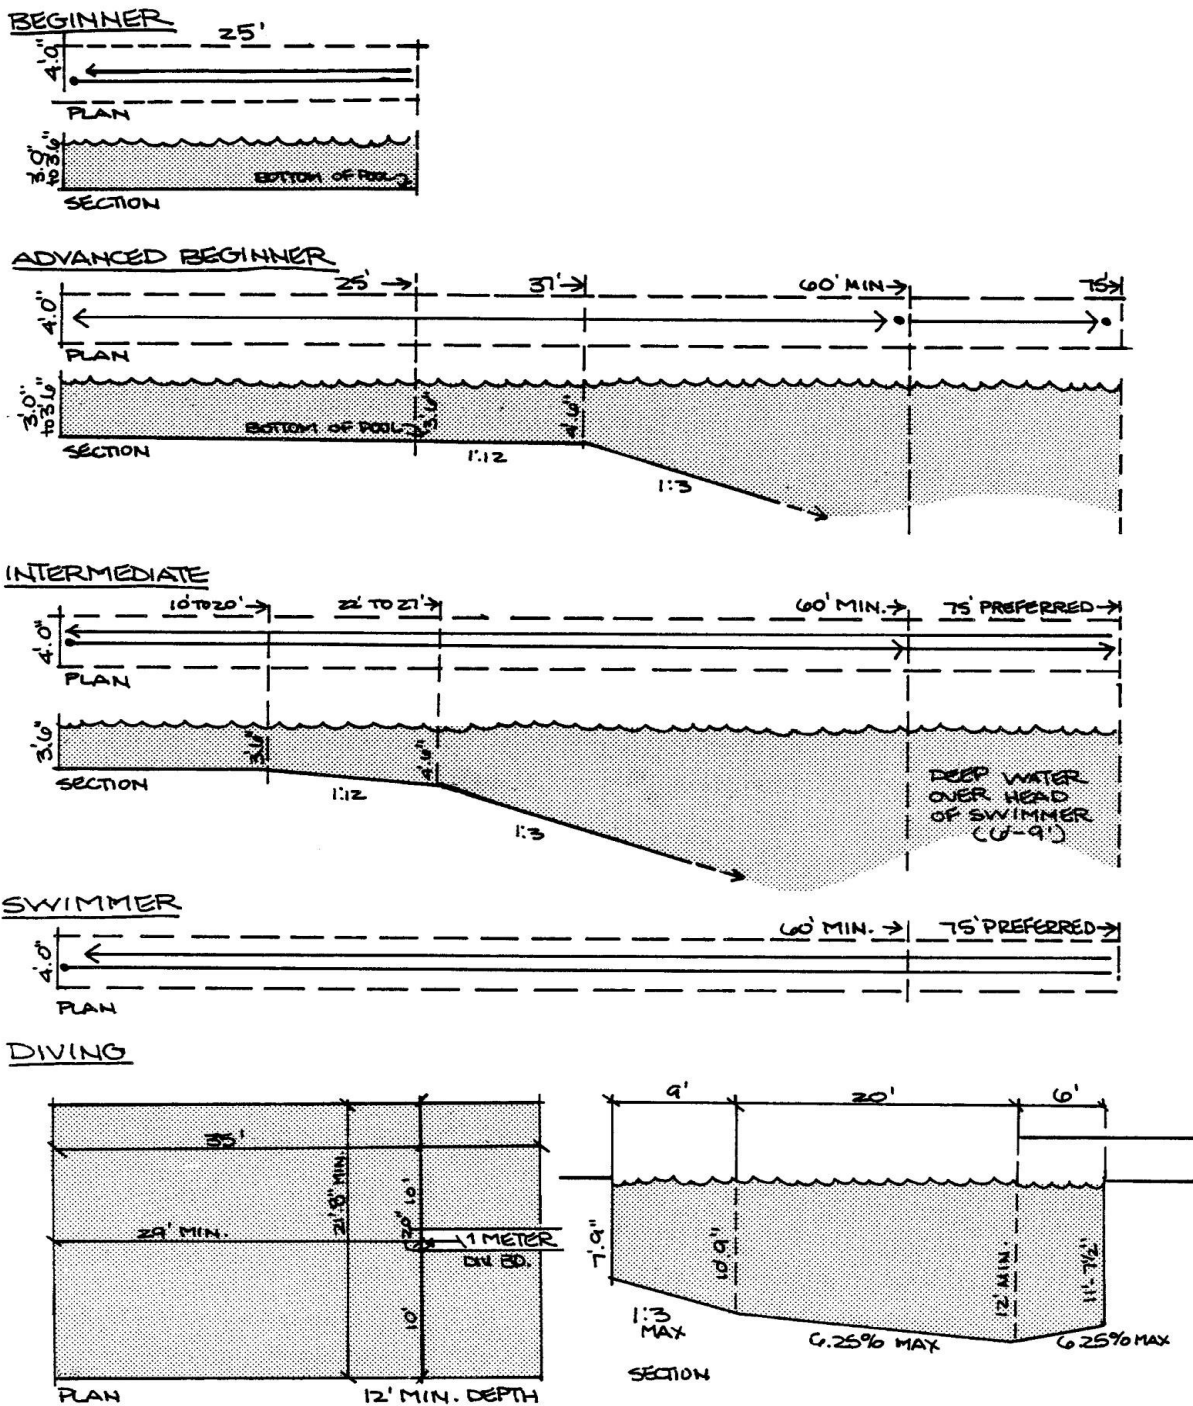 BEGINNER
25'
4'.0"
PLAN
3'.0"
to 3'.6"
BOTTOM OF POOL
SECTION
ADVANCED BEGINNER
25'
37'
60' MIN
75'
4'.0"
PLAN
3'.0"
to 3'.6"
BOTTOM OF POOL
3'.6"
4'.6"
SECTION
1:12
1:3
INTERMEDIATE
10' TO 20'
22' TO 27'
60' MIN.
75' PREFERRED
4'.0"
PLAN
3'.6"
3'.6"
4'.6"
SECTION
1:12
1:3
DEEP WATER
OVER HEAD
OF SWIMMER
(6'-9')
SWIMMER
60' MIN.
75' PREFERRED
4'.0"
PLAN
DIVING
35'
21'8" MIN.
10'
20"
29' MIN.
1 METER
DIV. BD.
10'
PLAN
12' MIN. DEPTH
9'
20'
6'
7'.9"
10'.9"
12' MIN.
11'-7½"
1:3
MAX
6.25% MAX
6.25% MAX
SECTION